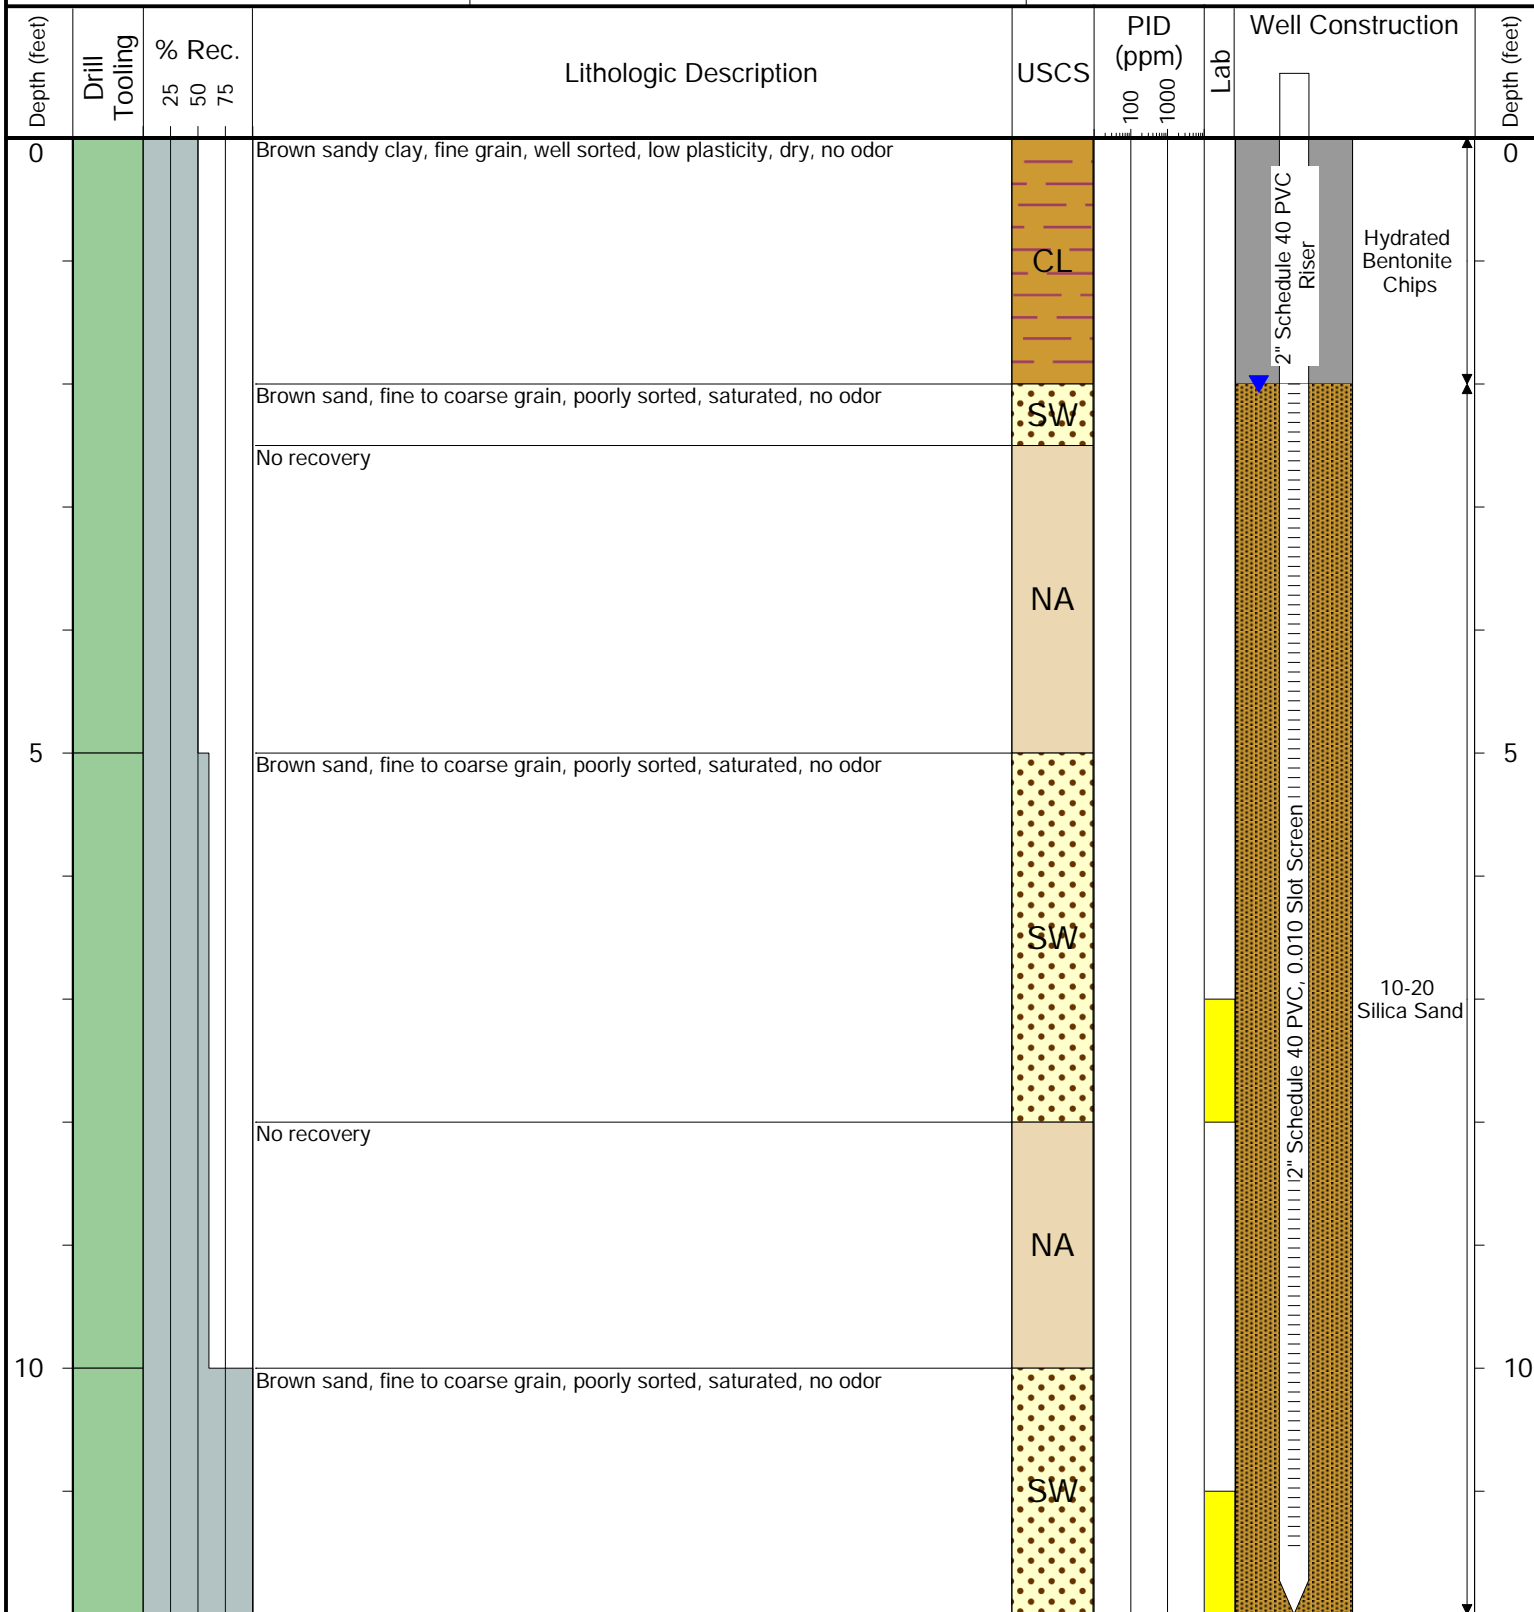 Depth (feet)
Drill
Tooling
% Rec.
25
50
75
Lithologic Description
USCS
PID
(ppm)
100
1000
Lab
Well Construction
Depth (feet)
0
Brown sandy clay, fine grain, well sorted, low plasticity, dry, no odor
CL
2" Schedule 40 PVC
Riser
Hydrated
Bentonite
Chips
0
Brown sand, fine to coarse grain, poorly sorted, saturated, no odor
SW
No recovery
NA
5
Brown sand, fine to coarse grain, poorly sorted, saturated, no odor
SW
2" Schedule 40 PVC, 0.010 Slot Screen
10-20
Silica Sand
5
No recovery
NA
10
Brown sand, fine to coarse grain, poorly sorted, saturated, no odor
SW
10